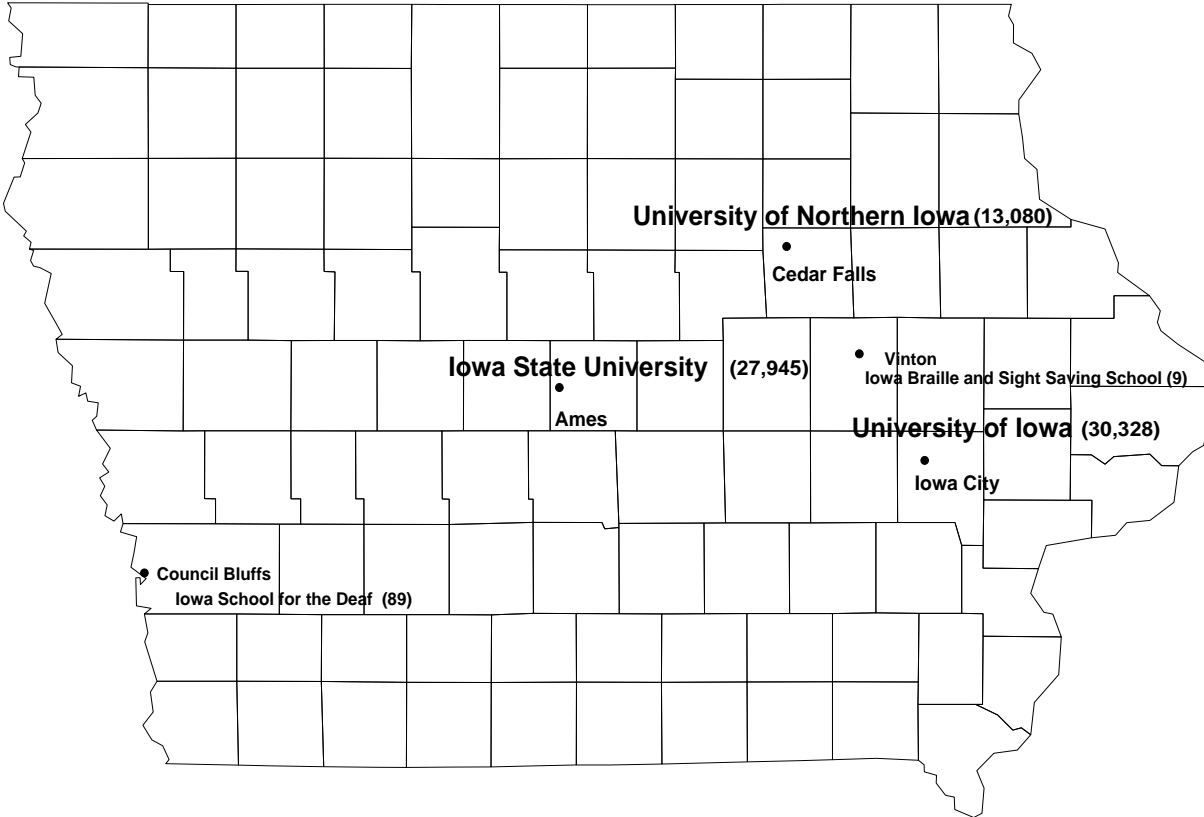 University of Northern Iowa (13,080)
Cedar Falls
Iowa State University (27,945)
Ames
Vinton
Iowa Braille and Sight Saving School (9)
University of Iowa (30,328)
Iowa City
Council Bluffs
Iowa School for the Deaf (89)